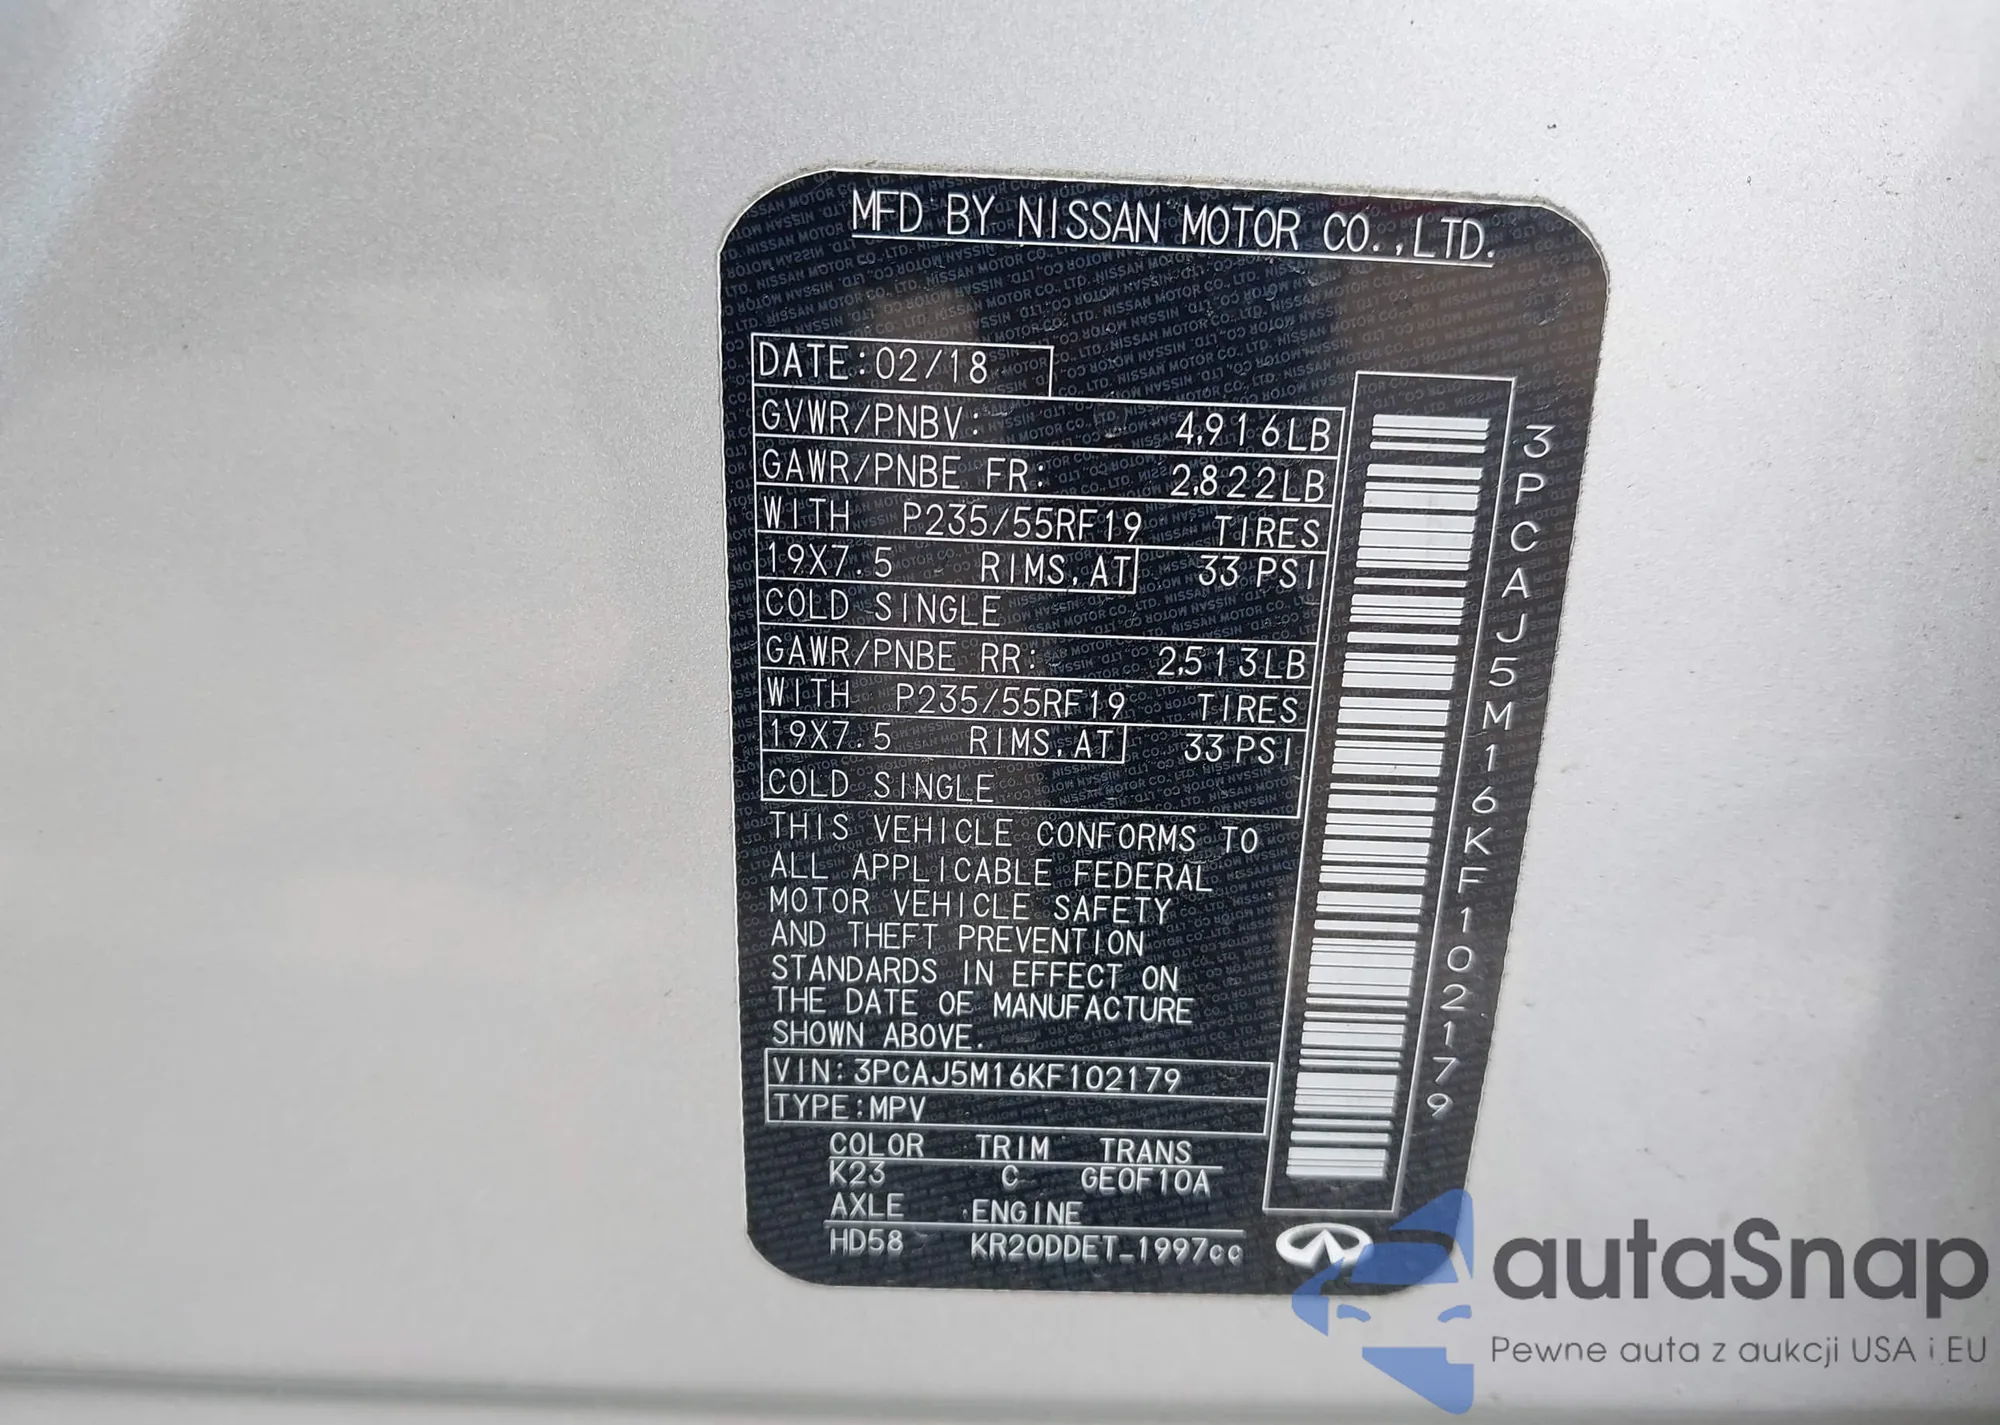 MFD BY NISSAN MOTOR CO.,LTD.
DATE:02/18
GVWR/PNBV: 4,916LB
GAWR/PNBE FR: 2,822LB
WITH P235/55RF19 TIRES
19X7.5 RIMS,AT 33 PSI
COLD SINGLE
GAWR/PNBE RR: 2,513LB
WITH P235/55RF19 TIRES
19X7.5 RIMS,AT 33 PSI
COLD SINGLE
THIS VEHICLE CONFORMS TO
ALL APPLICABLE FEDERAL
MOTOR VEHICLE SAFETY
AND THEFT PREVENTION
STANDARDS IN EFFECT ON
THE DATE OF MANUFACTURE
SHOWN ABOVE.
VIN:3PCAJ5M16KF102179
TYPE:MPV
COLOR TRIM TRANS
K23 C GE0F10A
AXLE ENGINE
HD58 KR20DDET_1997cc
3PCAJ5M16KF102179
autaSnap
Pewne auta z aukcji USA i EU